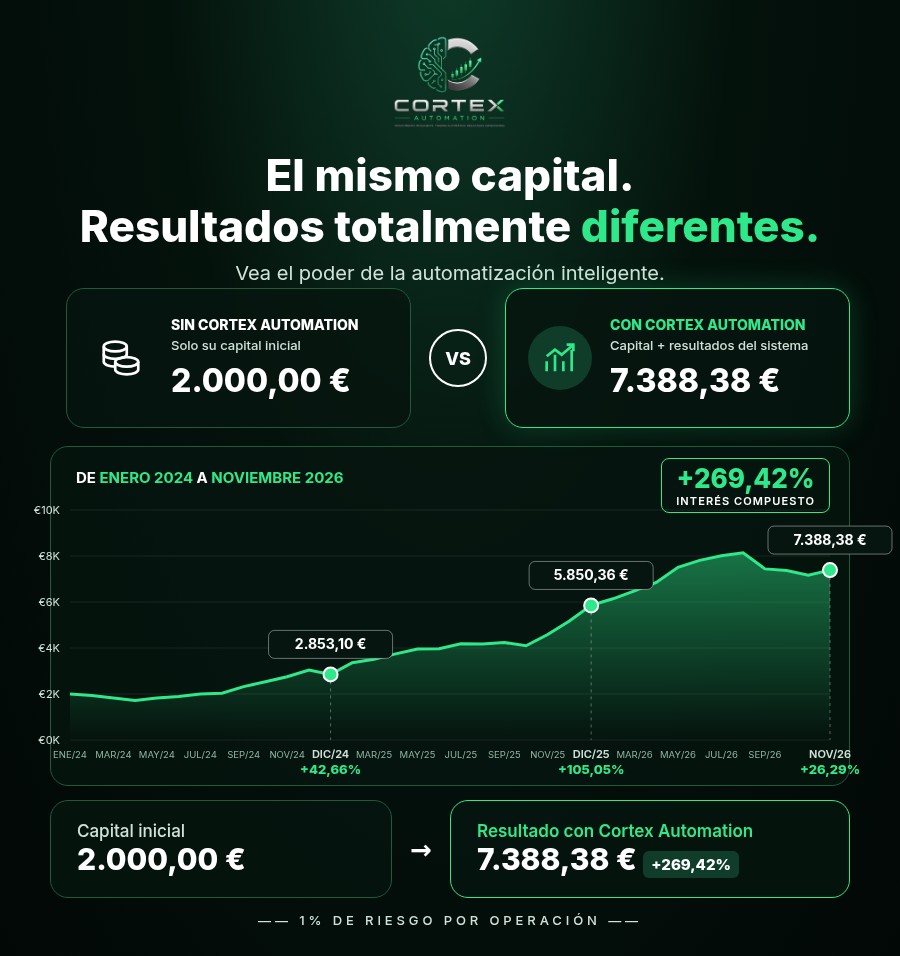 CORTEX
AUTOMATION
El mismo capital.
Resultados totalmente diferentes.
Vea el poder de la automatización inteligente.
SIN CORTEX AUTOMATION
Solo su capital inicial
2.000,00 €
VS
CON CORTEX AUTOMATION
Capital + resultados del sistema
7.388,38 €
DE ENERO 2024 A NOVIEMBRE 2026
+269,42%
INTERÉS COMPUESTO
€10K
€8K
€6K
€4K
€2K
€0K
2.853,10 €
5.850,36 €
7.388,38 €
ENE/24 MAR/24 MAY/24 JUL/24 SEP/24 NOV/24 DIC/24 MAR/25 MAY/25 JUL/25 SEP/25 NOV/25 DIC/25 MAR/26 MAY/26 JUL/26 SEP/26 NOV/26
+42,66% +105,05% +26,29%
Capital inicial
2.000,00 €
→
Resultado con Cortex Automation
7.388,38 € +269,42%
—— 1% DE RIESGO POR OPERACIÓN ——